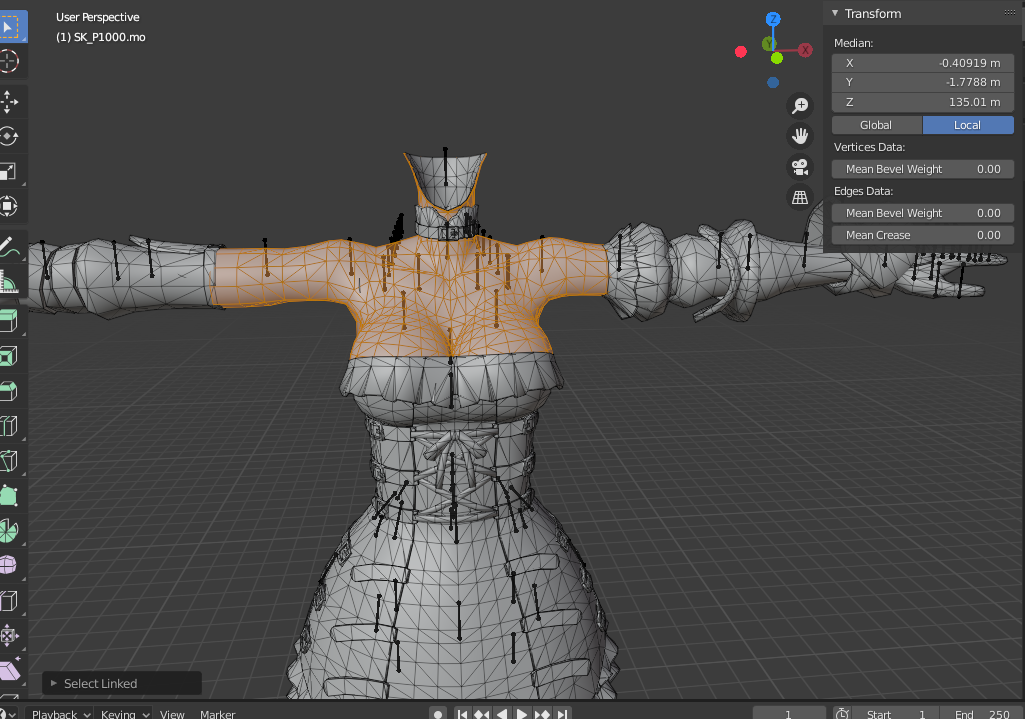 User Perspective
(1) SK_P1000.mo
Z
Y
X
Transform
Median:
X -0.40919 m
Y -1.7788 m
Z 135.01 m
Global Local
Vertices Data:
Mean Bevel Weight 0.00
Edges Data:
Mean Bevel Weight 0.00
Mean Crease 0.00
Select Linked
Playback Keying View Marker 1 Start 1 End 250